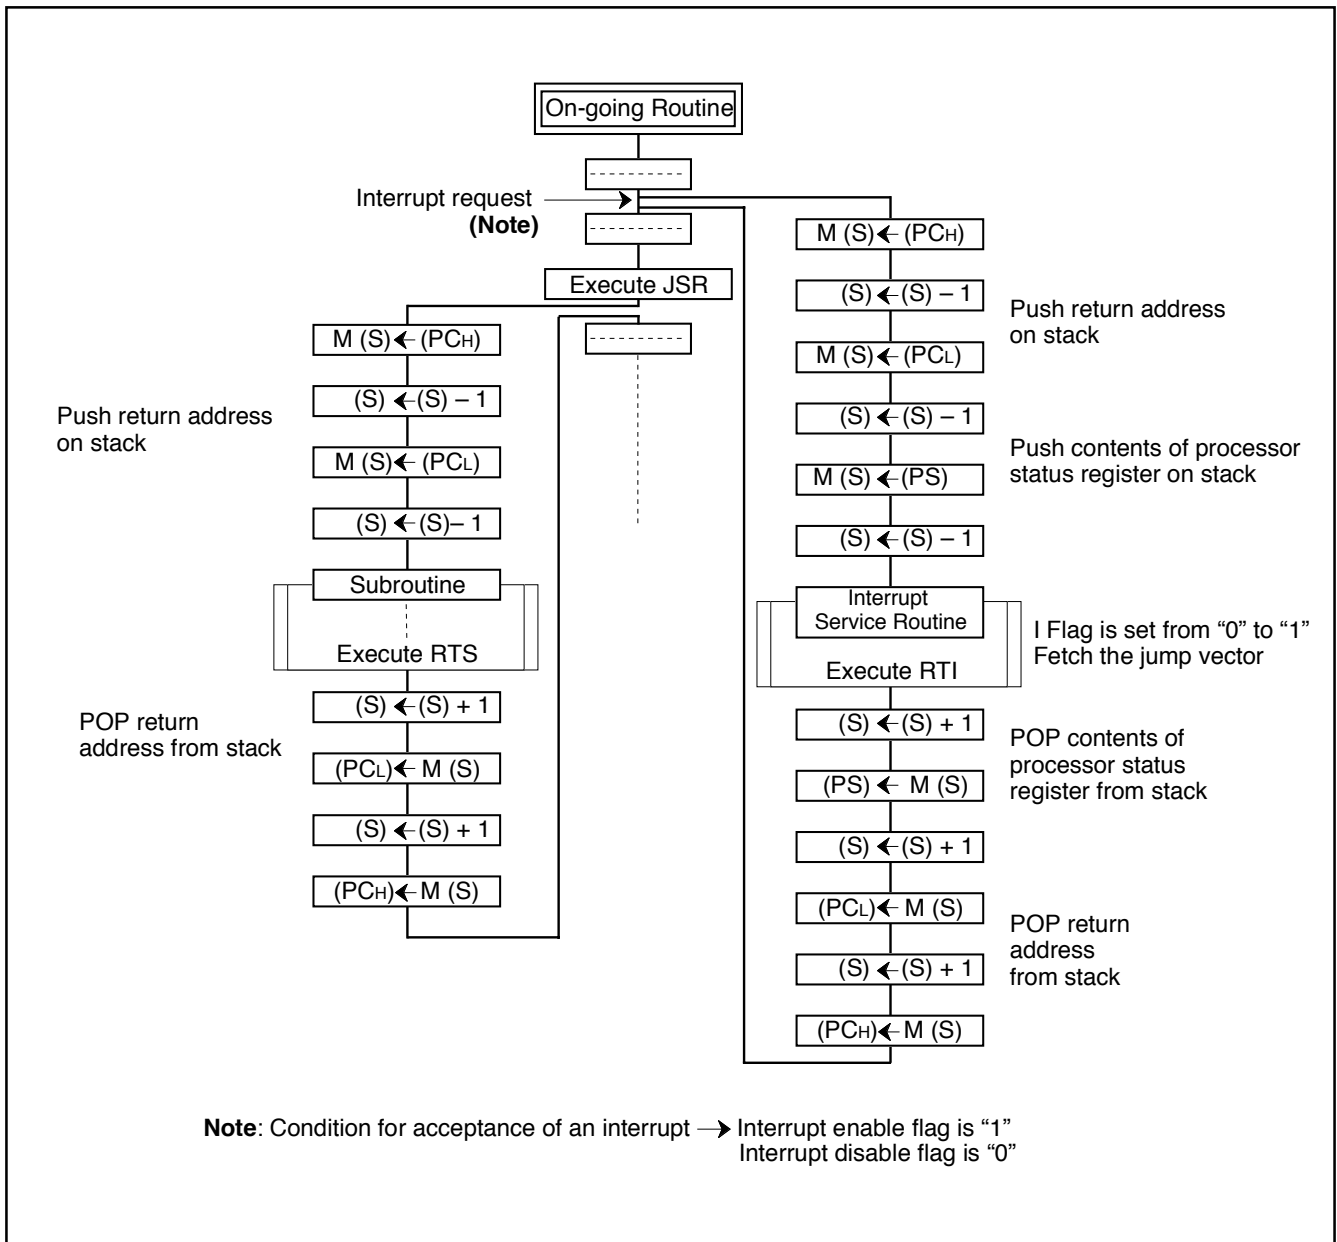 On-going Routine
Interrupt request
(Note)
Execute JSR
M (S) ← (PCH)
(S) ← (S) – 1
M (S) ← (PCL)
(S) ← (S)– 1
Push return address
on stack
Subroutine
Execute RTS
POP return
address from stack
(S) ← (S) + 1
(PCL) ← M (S)
(S) ← (S) + 1
(PCH) ← M (S)
M (S) ← (PCH)
(S) ← (S) – 1
M (S) ← (PCL)
(S) ← (S) – 1
M (S) ← (PS)
(S) ← (S) – 1
Push return address
on stack
Push contents of processor
status register on stack
Interrupt
Service Routine
Execute RTI
I Flag is set from “0” to “1”
Fetch the jump vector
(S) ← (S) + 1
(PS) ← M (S)
(S) ← (S) + 1
(PCL) ← M (S)
(S) ← (S) + 1
(PCH) ← M (S)
POP contents of
processor status
register from stack
POP return
address
from stack
Note: Condition for acceptance of an interrupt → Interrupt enable flag is “1”
Interrupt disable flag is “0”